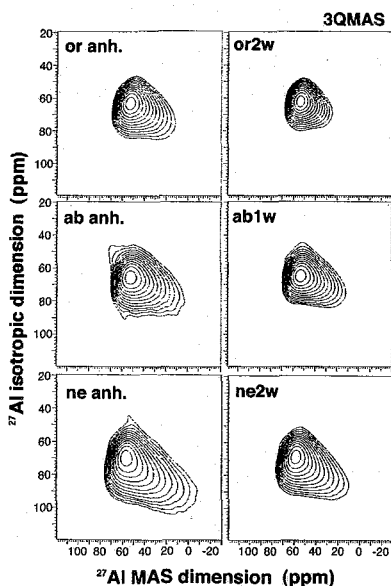 3QMAS
or anh.
or2w
ab anh.
ab1w
ne anh.
ne2w
20
40
60
80
100
20
40
60
80
100
20
40
60
80
100
100 80 60 40 20 0 -20
100 80 60 40 20 0 -20
27Al isotropic dimension (ppm)
27Al MAS dimension (ppm)